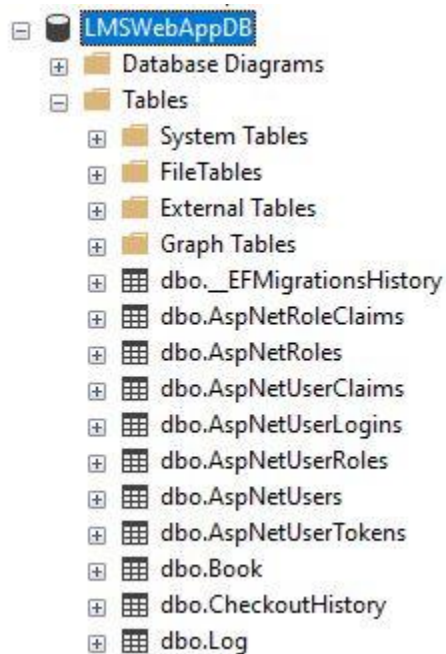 LMSWebAppDB
Database Diagrams
Tables
System Tables
FileTables
External Tables
Graph Tables
dbo.__EFMigrationsHistory
dbo.AspNetRoleClaims
dbo.AspNetRoles
dbo.AspNetUserClaims
dbo.AspNetUserLogins
dbo.AspNetUserRoles
dbo.AspNetUsers
dbo.AspNetUserTokens
dbo.Book
dbo.CheckoutHistory
dbo.Log